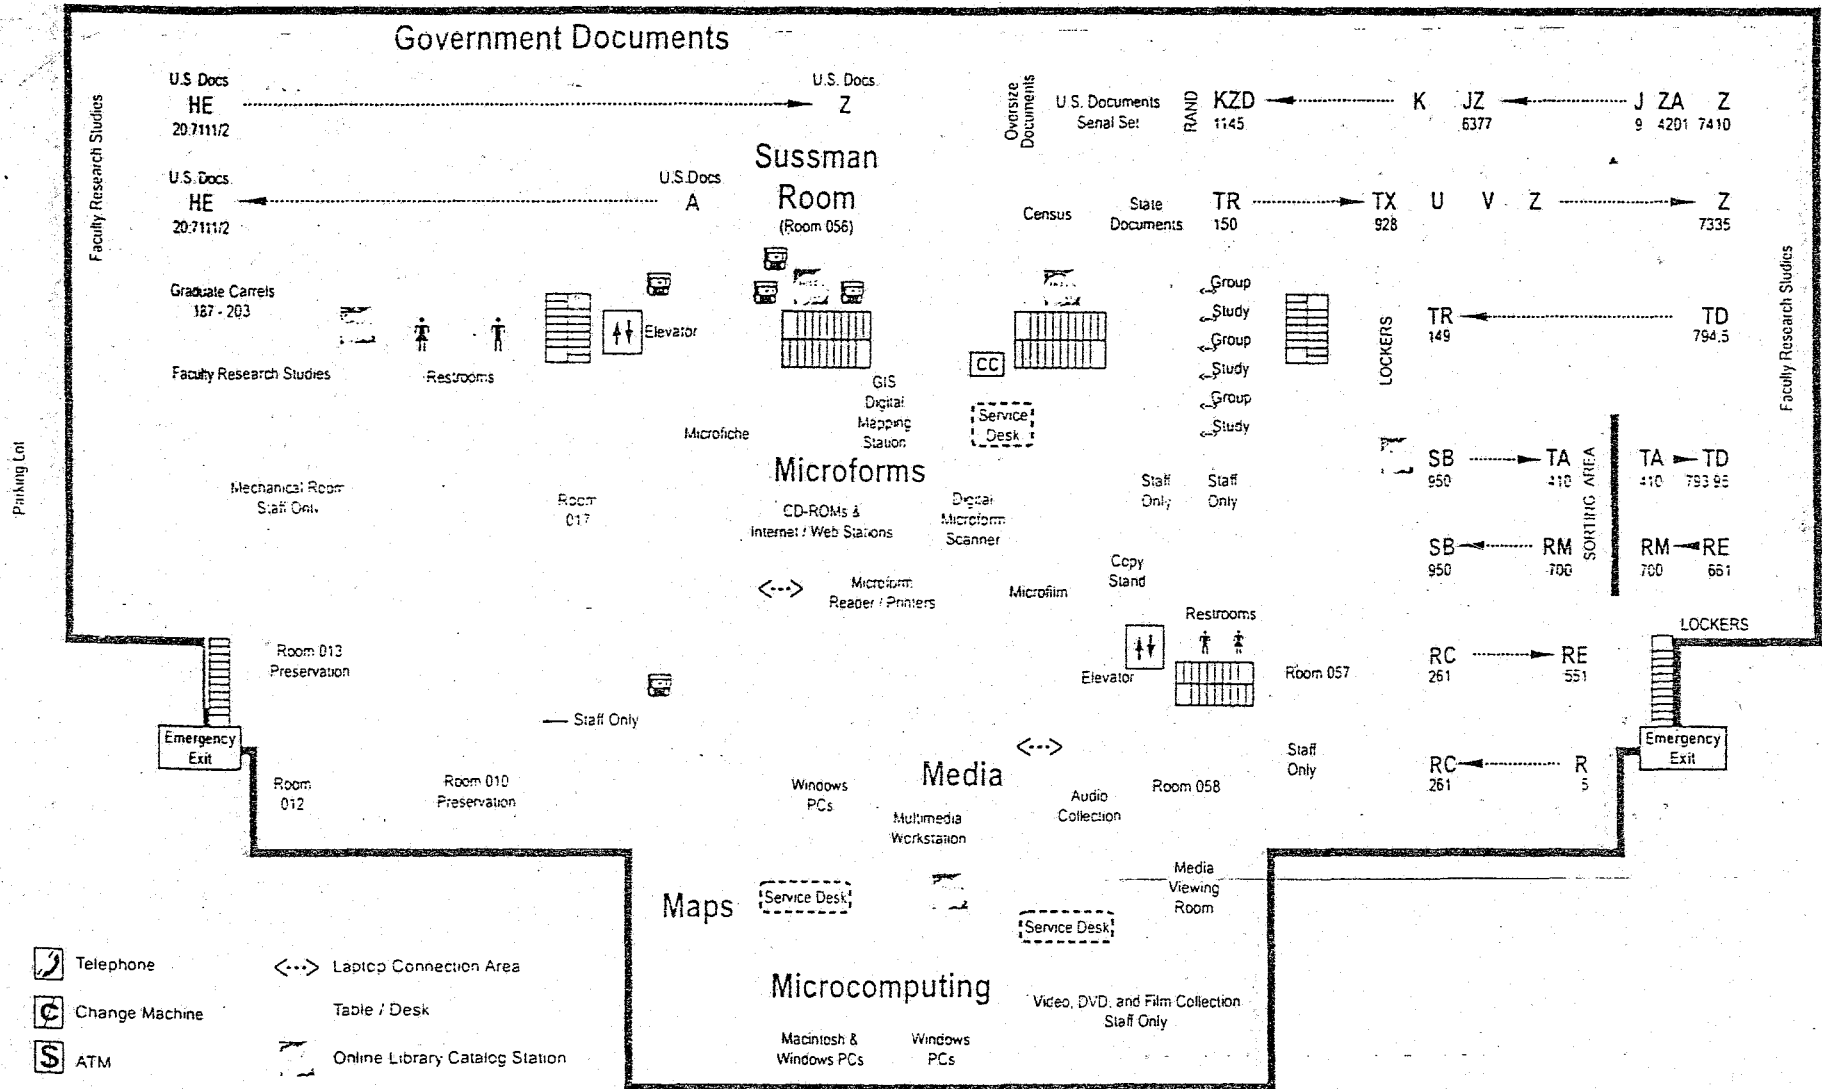 Government Documents
U.S. Docs
HE
20:7111/2
U.S. Docs.
Z
Oversize
Documents
U.S. Documents
Serial Set
RAND
KZD
1145
K
JZ
6377
J
9
ZA
4201
Z
7410
Faculty Research Studies
U.S. Docs.
HE
20:7111/2
U.S. Docs.
A
Sussman
Room
(Room 056)
Census
State
Documents
TR
150
TX
928
U
V
Z
Z
7335
Graduate Carrels
187 - 203
Elevator
Group
Study
Group
Study
Group
Study
LOCKERS
TR
149
TD
794.5
Faculty Research Studies
Faculty Research Studies
Restrooms
CC
GIS
Digital
Mapping
Station
Service
Desk
Microfiche
Parking Lot
Mechanical Room
Staff Only
Room
017
Microforms
CD-ROMs &
Internet / Web Stations
Digital
Microform
Scanner
Staff
Only
Staff
Only
SB
950
TA
410
SORTING AREA
TA
410
TD
793.95
SB
950
RM
700
RM
700
RE
661
Copy
Stand
Microform
Reader / Printers
Microfilm
Restrooms
LOCKERS
Room 013
Preservation
Elevator
Room 057
RC
261
RE
551
Staff Only
Emergency
Exit
Emergency
Exit
Room
012
Room 010
Preservation
Windows
PCs
Media
Multimedia
Workstation
Audio
Collection
Room 058
Staff
Only
RC
261
R
5
Maps
Service Desk
Service Desk
Media
Viewing
Room
Microcomputing
Macintosh &
Windows PCs
Windows
PCs
Video, DVD, and Film Collection
Staff Only
Telephone
C Change Machine
S ATM
Laptop Connection Area
Table / Desk
Online Library Catalog Station